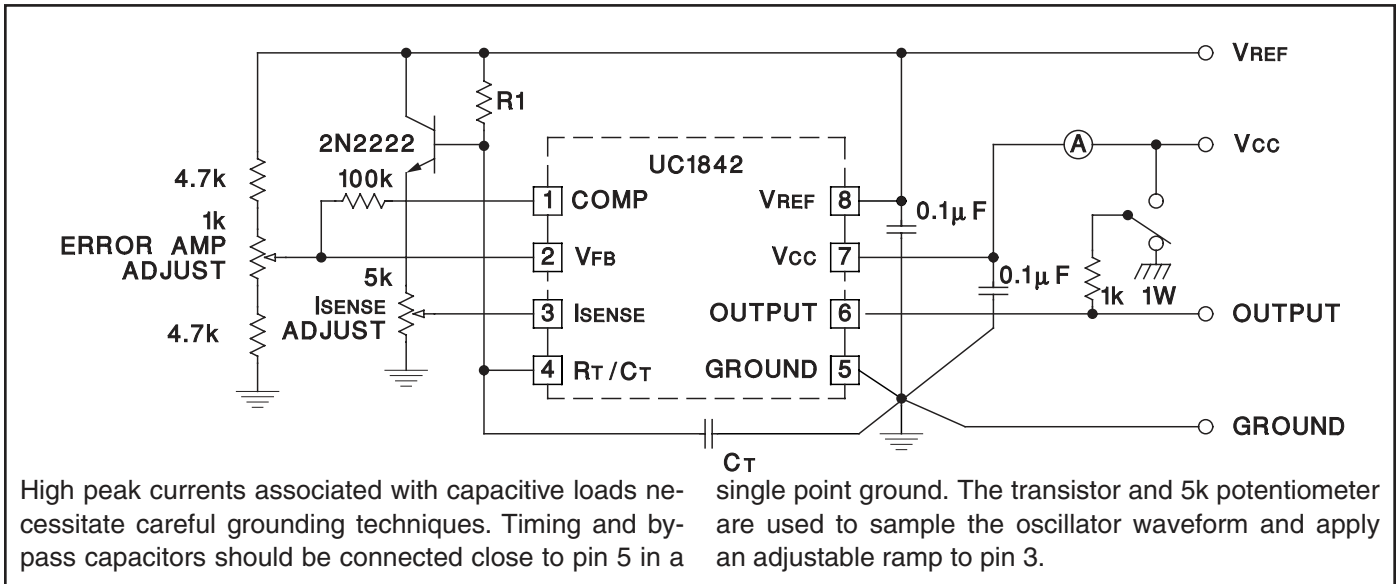 VREF
R1
A
VCC
2N2222
UC1842
4.7k
100k
1 COMP
VREF 8
0.1µ F
1k
ERROR AMP
ADJUST
2 VFB
VCC 7
0.1µ F
5k
1k 1W
ISENSE
ADJUST
3 ISENSE
OUTPUT 6
OUTPUT
4.7k
4 RT/CT
GROUND 5
GROUND
CT
High peak currents associated with capacitive loads ne-
cessitate careful grounding techniques. Timing and by-
pass capacitors should be connected close to pin 5 in a
single point ground. The transistor and 5k potentiometer
are used to sample the oscillator waveform and apply
an adjustable ramp to pin 3.